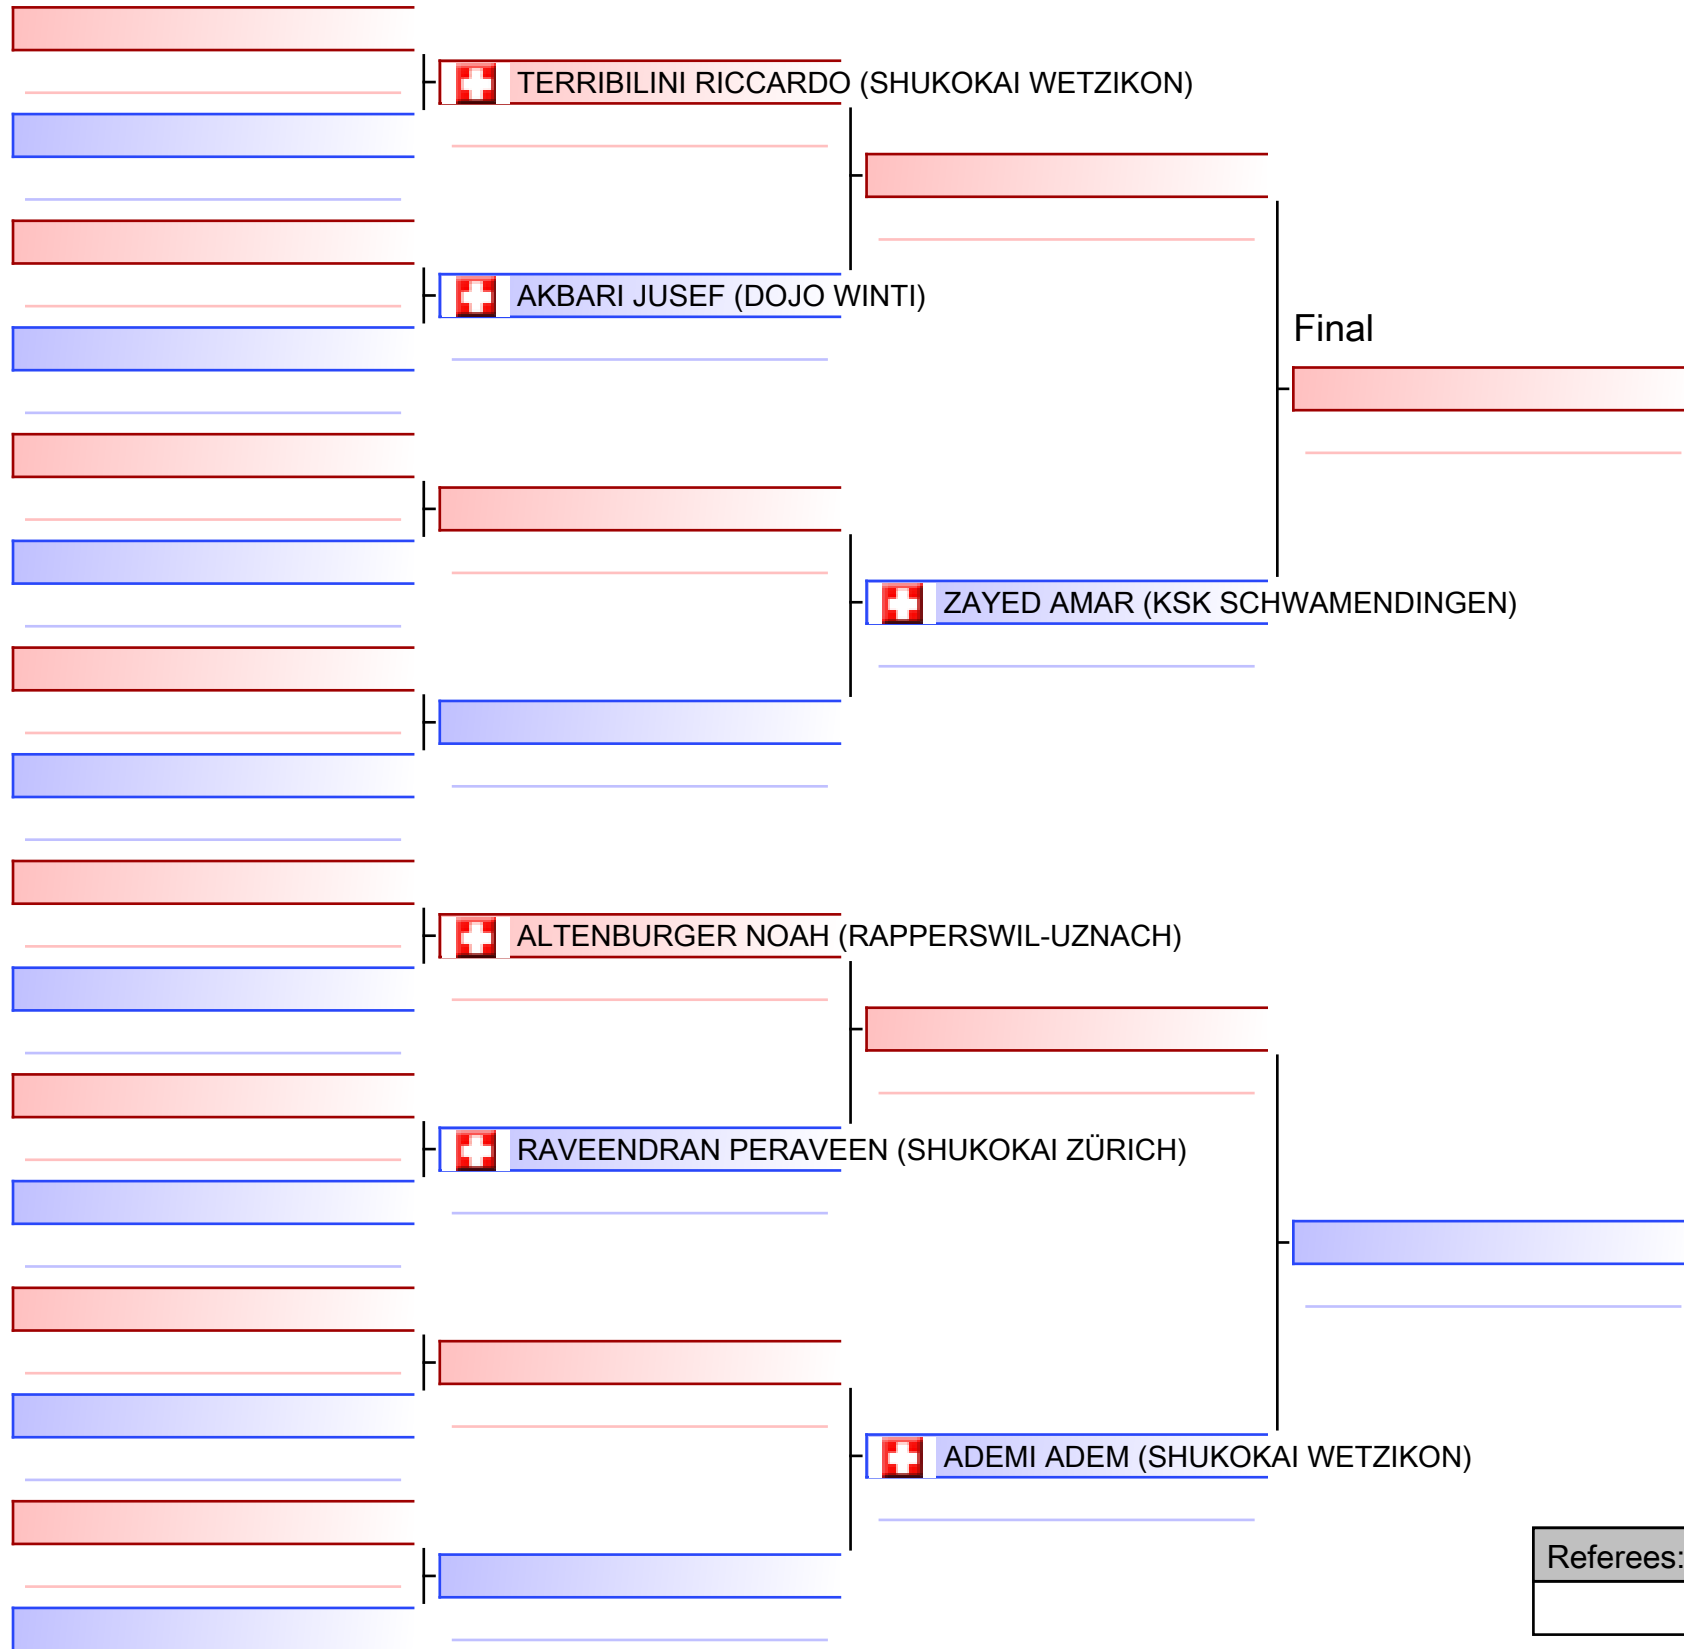 TERRIBILINI RICCARDO (SHUKOKAI WETZIKON)
AKBARI JUSEF (DOJO WINTI)
Final
ZAYED AMAR (KSK SCHWAMENDINGEN)
ALTENBURGER NOAH (RAPPERSWIL-UZNACH)
RAVEENDRAN PERAVEEN (SHUKOKAI ZÜRICH)
ADEMI ADEM (SHUKOKAI WETZIKON)
Referees: